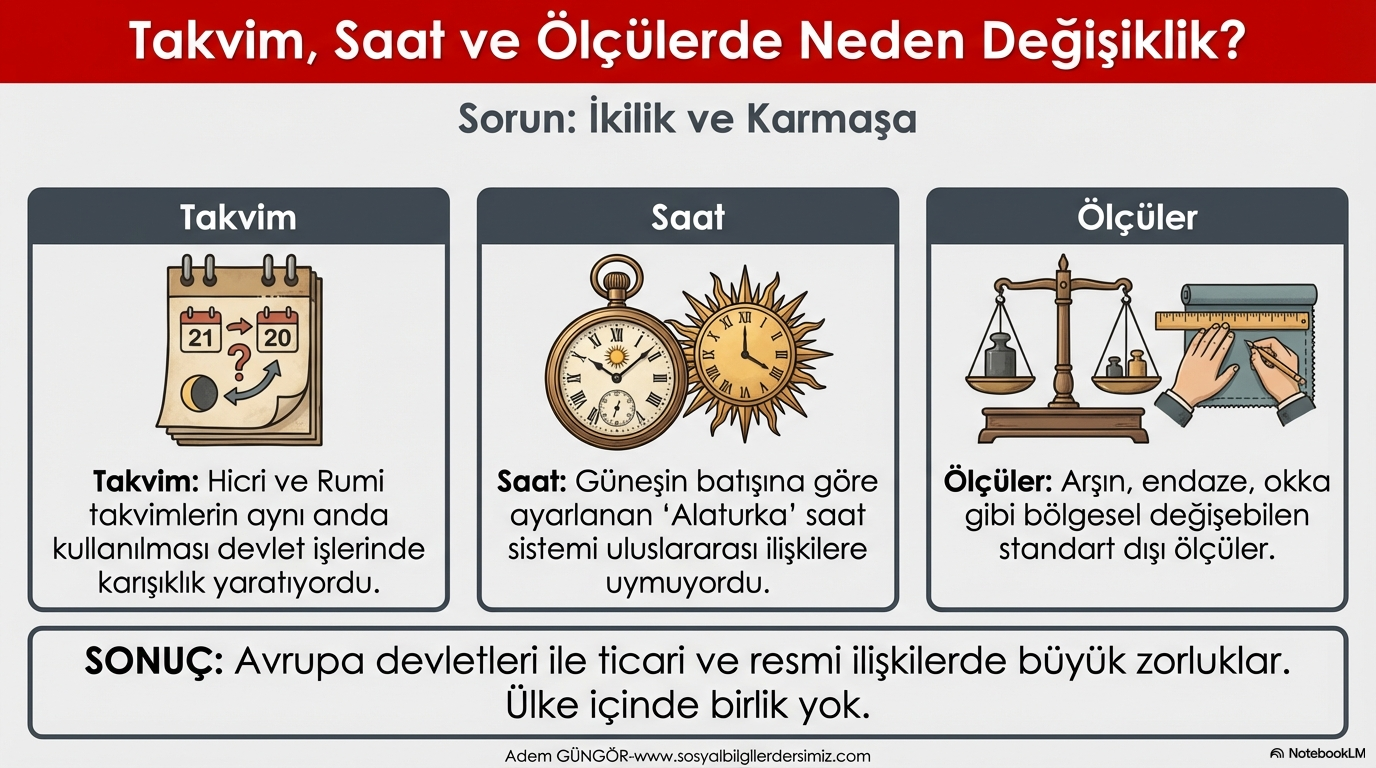 Takvim, Saat ve Ölçülerde Neden Değişiklik?
Sorun: İkilik ve Karmaşa
Takvim
21
20
?
Takvim: Hicri ve Rumi
takvimlerin aynı anda
kullanılması devlet işlerinde
karışıklık yaratıyordu.
Saat
Saat: Güneşin batışına göre
ayarlanan ‘Alaturka’ saat
sistemi uluslararası ilişkilere
uymuyordu.
Ölçüler
Ölçüler: Arşın, endaze, okka
gibi bölgesel değişebilen
standart dışı ölçüler.
SONUÇ: Avrupa devletleri ile ticari ve resmi ilişkilerde büyük zorluklar.
Ülke içinde birlik yok.
Adem GÜNGÖR-www.sosyalbilgllerdersimiz.com
NotebookLM